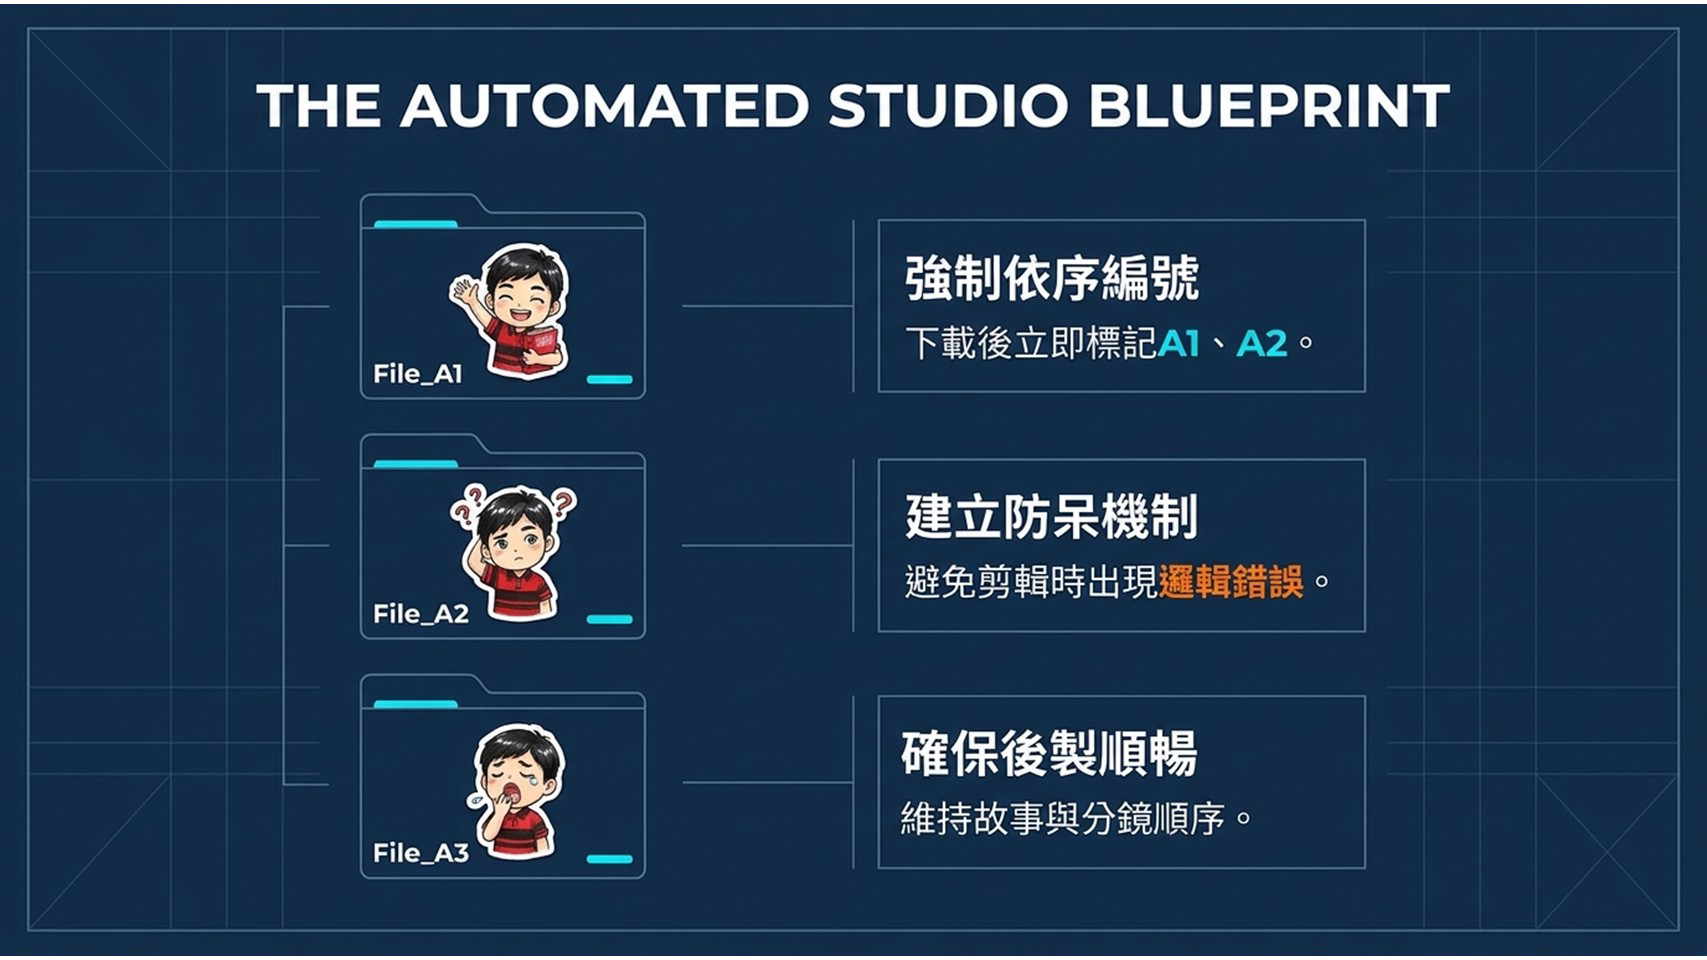 THE AUTOMATED STUDIO BLUEPRINT
File_A1
強制依序編號
下載後立即標記A1、A2。
File_A2
建立防呆機制
避免剪輯時出現邏輯錯誤。
File_A3
確保後製順暢
維持故事與分鏡順序。